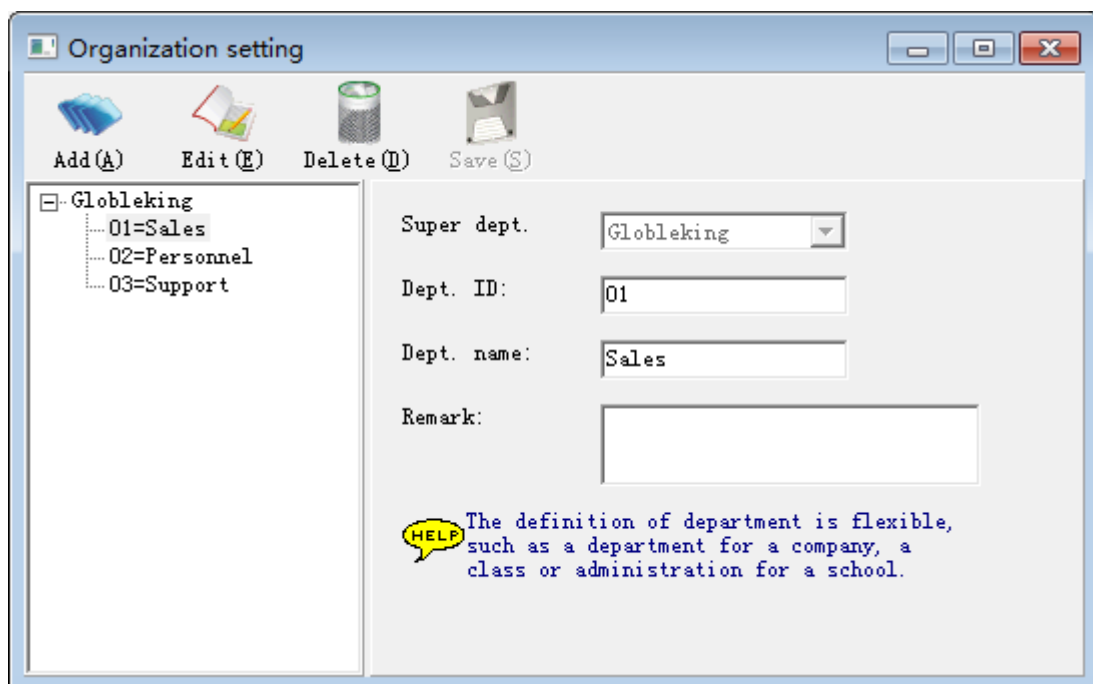 Organization setting
Add(A) Edit(E) Delete(D) Save(S)
Globleking
01=Sales
02=Personnel
03=Support
Super dept. Globleking
Dept. ID: 01
Dept. name: Sales
Remark:
HELP
The definition of department is flexible,
such as a department for a company, a
class or administration for a school.